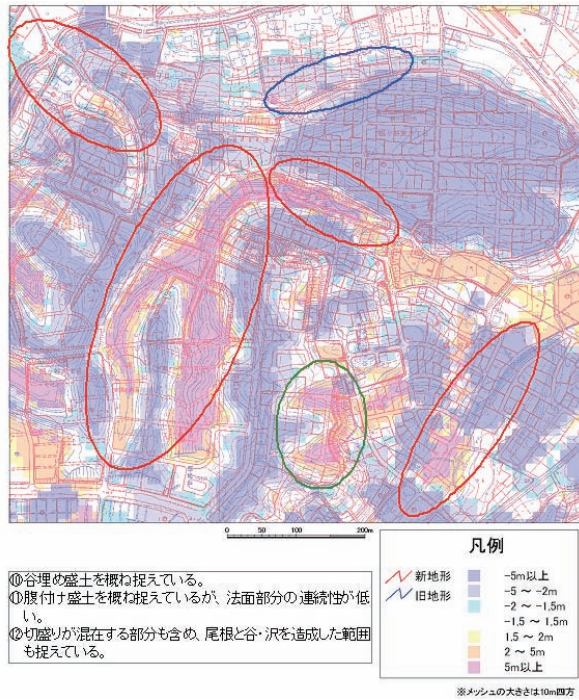 0 50 100 200m
⑩谷埋め盛土を概ね捉えている。
⑪腹付け盛土を概ね捉えているが、法面部分の連続性が低
い。
⑫切盛りが混在する部分も含め、尾根と谷・沢を造成した範囲
も捉えている。
凡例
新地形
旧地形
-5m以上
-5 ～ -2m
-2 ～ -1.5m
-1.5 ～ 1.5m
1.5 ～ 2m
2 ～ 5m
5m以上
※メッシュの大きさは10m四方